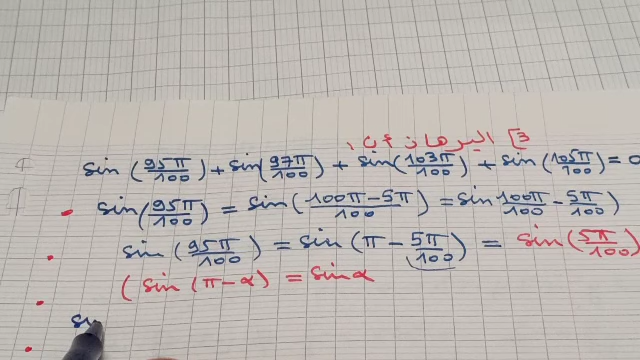 3] البرهان أن:
sin (95π/100) + sin(97π/100) + sin(103π/100) + sin(105π/100) = 0
• sin(95π/100) = sin(100π-5π/100) = sin 100π/100 - 5π/100)
• sin (95π/100) = sin (π - 5π/100) = sin(5π/100)
(sin (π-α) = sin α